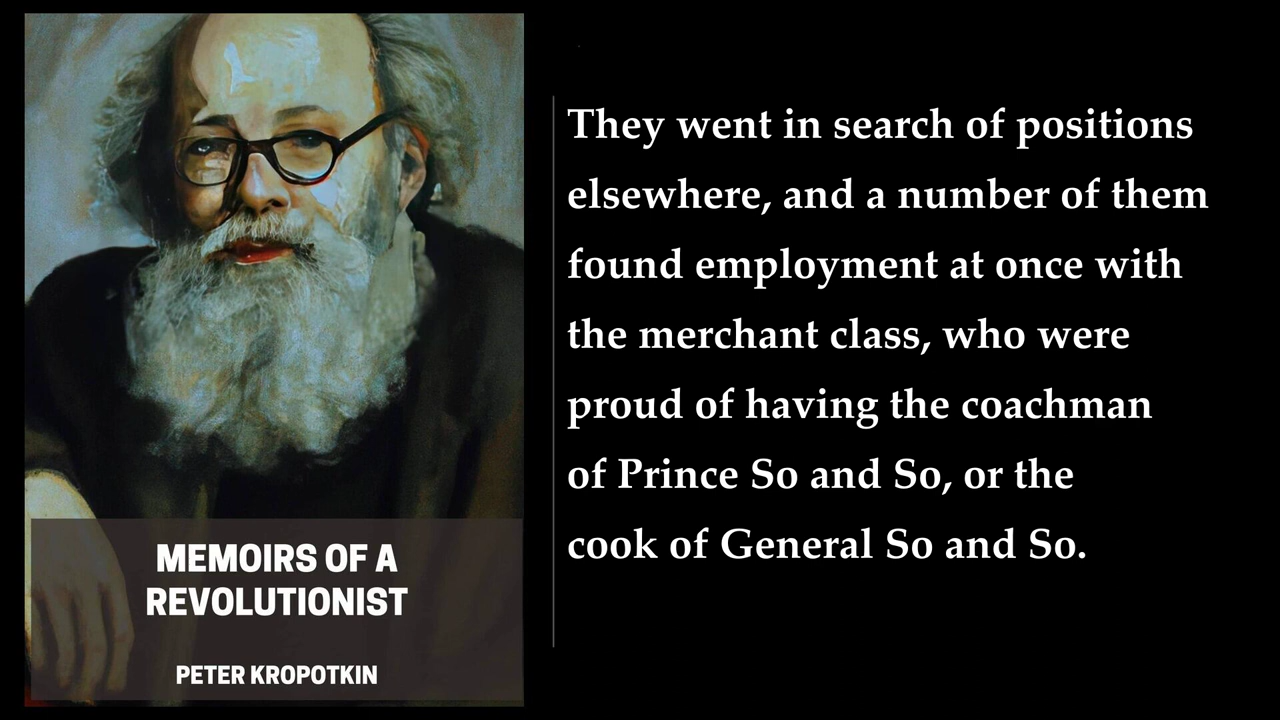 MEMOIRS OF A
REVOLUTIONIST
PETER KROPOTKIN
They went in search of positions
elsewhere, and a number of them
found employment at once with
the merchant class, who were
proud of having the coachman
of Prince So and So, or the
cook of General So and So.